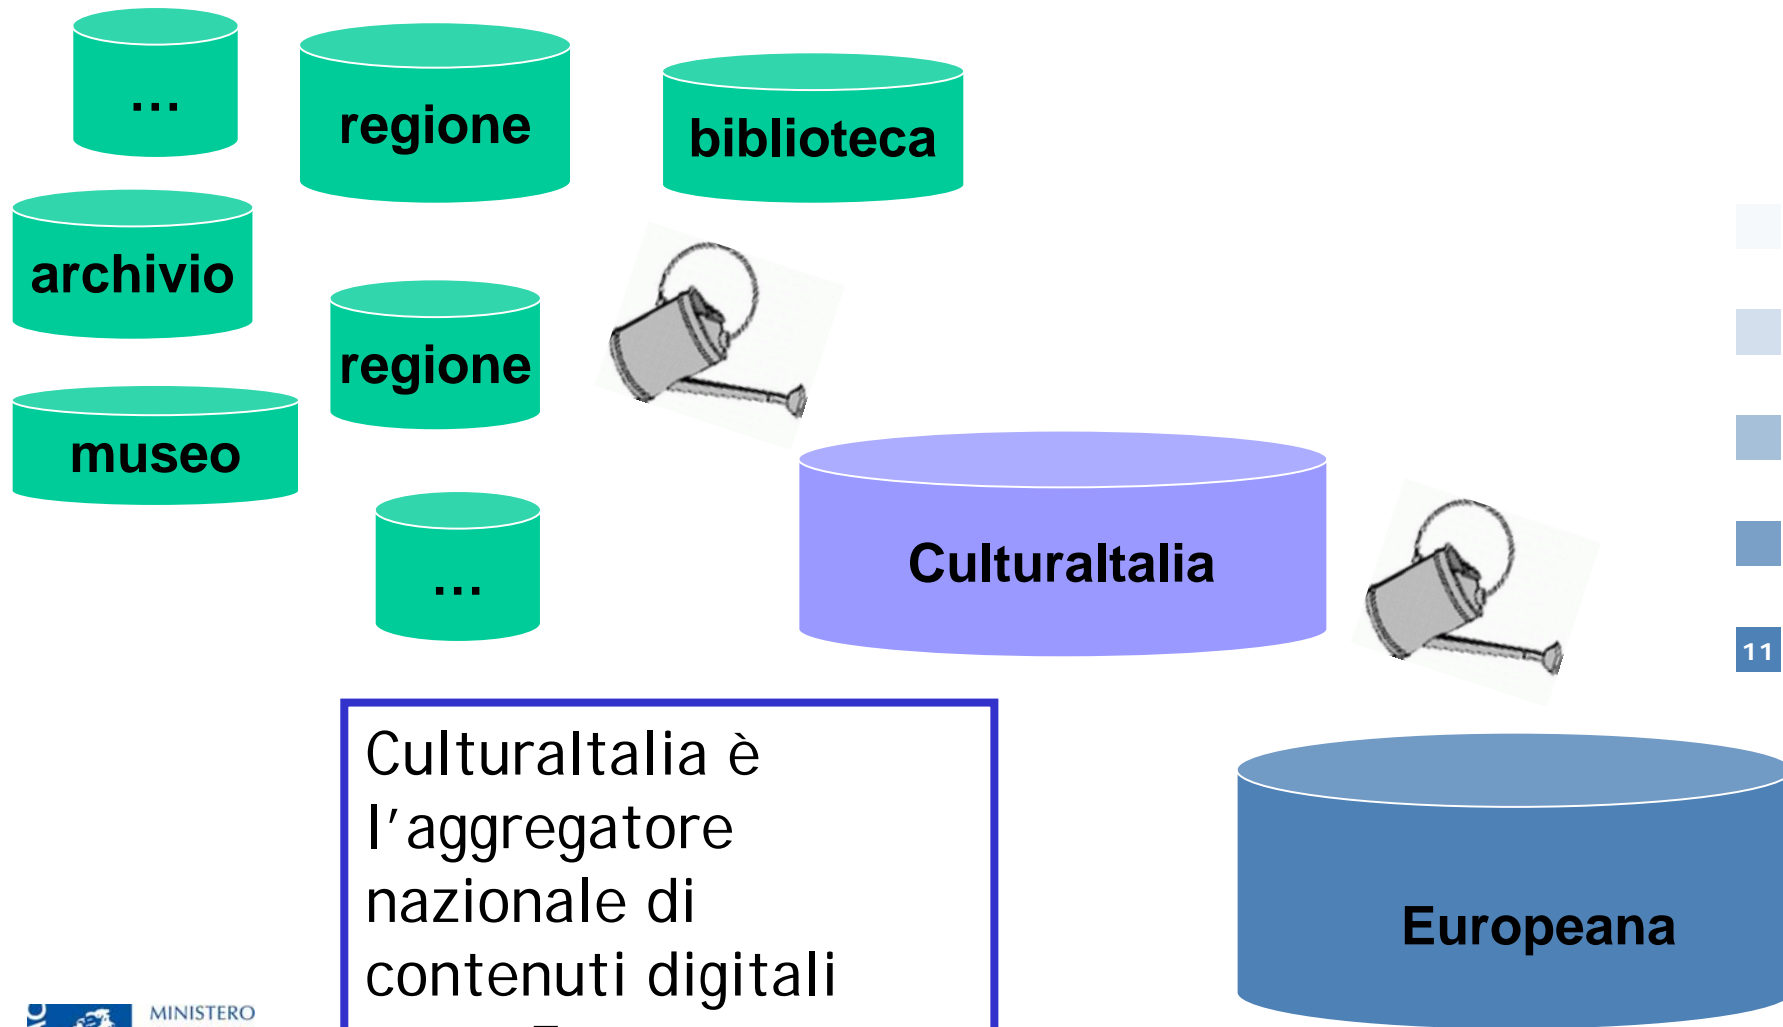 ...
regione
biblioteca
archivio
regione
museo
...
CulturaItalia
11
CulturaItalia è
l'aggregatore
nazionale di
contenuti digitali
Europeana
MINISTERO